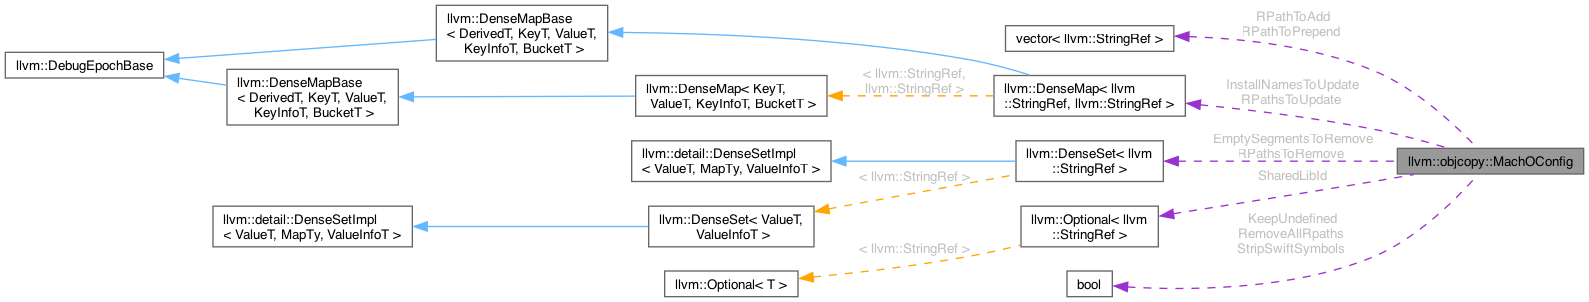 llvm::DebugEpochBase
llvm::DenseMapBase
< DerivedT, KeyT, ValueT,
KeyInfoT, BucketT >
llvm::DenseMapBase
< DerivedT, KeyT, ValueT,
KeyInfoT, BucketT >
llvm::DenseMap< KeyT,
ValueT, KeyInfoT, BucketT >
< llvm::StringRef,
llvm::StringRef >
vector< llvm::StringRef >
llvm::DenseMap< llvm
::StringRef, llvm::StringRef >
RPathToAdd
RPathToPrepend
InstallNamesToUpdate
RPathsToUpdate
EmptySegmentsToRemove
RPathsToRemove
llvm::objcopy::MachOConfig
llvm::detail::DenseSetImpl
< ValueT, MapTy, ValueInfoT >
llvm::DenseSet< llvm
::StringRef >
< llvm::StringRef >
SharedLibId
llvm::detail::DenseSetImpl
< ValueT, MapTy, ValueInfoT >
llvm::DenseSet< ValueT,
ValueInfoT >
llvm::Optional< llvm
::StringRef >
KeepUndefined
RemoveAllRpaths
StripSwiftSymbols
< llvm::StringRef >
llvm::Optional< T >
bool